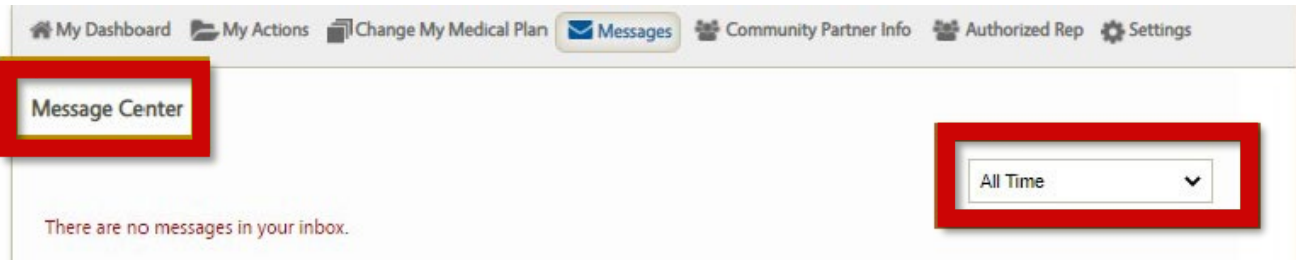 My Dashboard My Actions Change My Medical Plan Messages Community Partner Info Authorized Rep Settings
Message Center
All Time
There are no messages in your inbox.